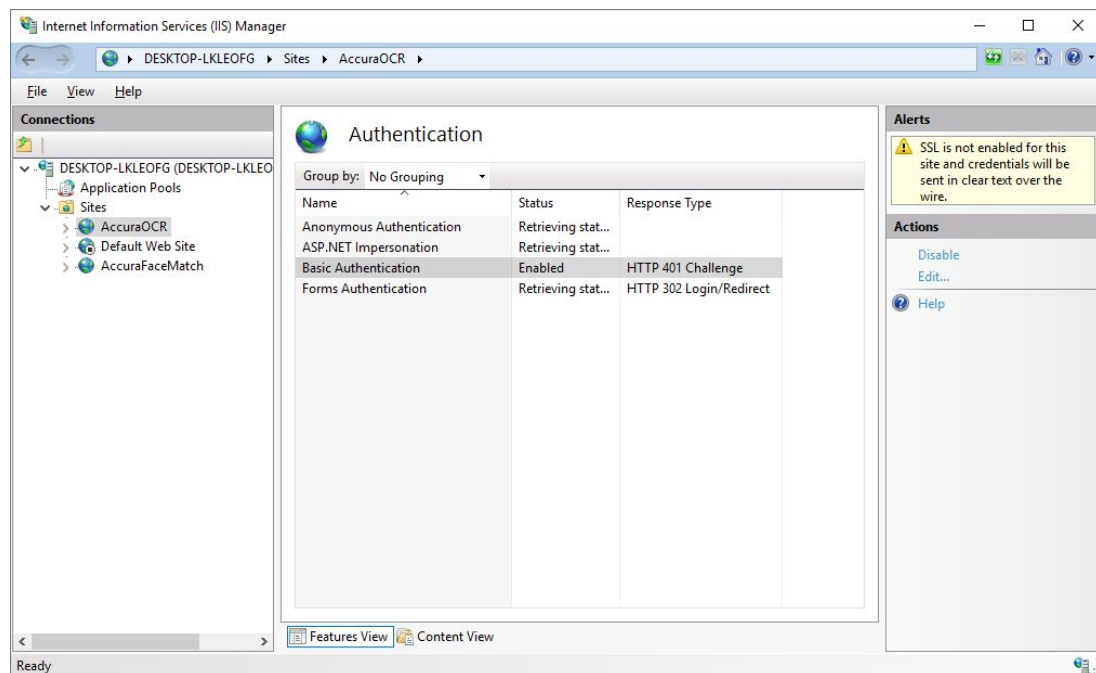 Internet Information Services (IIS) Manager
DESKTOP-LKLEOFG Sites AccuraOCR
File View Help
Connections
DESKTOP-LKLEOFG (DESKTOP-LKLEO
Application Pools
Sites
AccuraOCR
Default Web Site
AccuraFaceMatch
Authentication
Group by: No Grouping
Name Status Response Type
Anonymous Authentication Retrieving stat...
ASP.NET Impersonation Retrieving stat...
Basic Authentication Enabled HTTP 401 Challenge
Forms Authentication Retrieving stat... HTTP 302 Login/Redirect
Features View Content View
Alerts
SSL is not enabled for this
site and credentials will be
sent in clear text over the
wire.
Actions
Disable
Edit...
Help
Ready